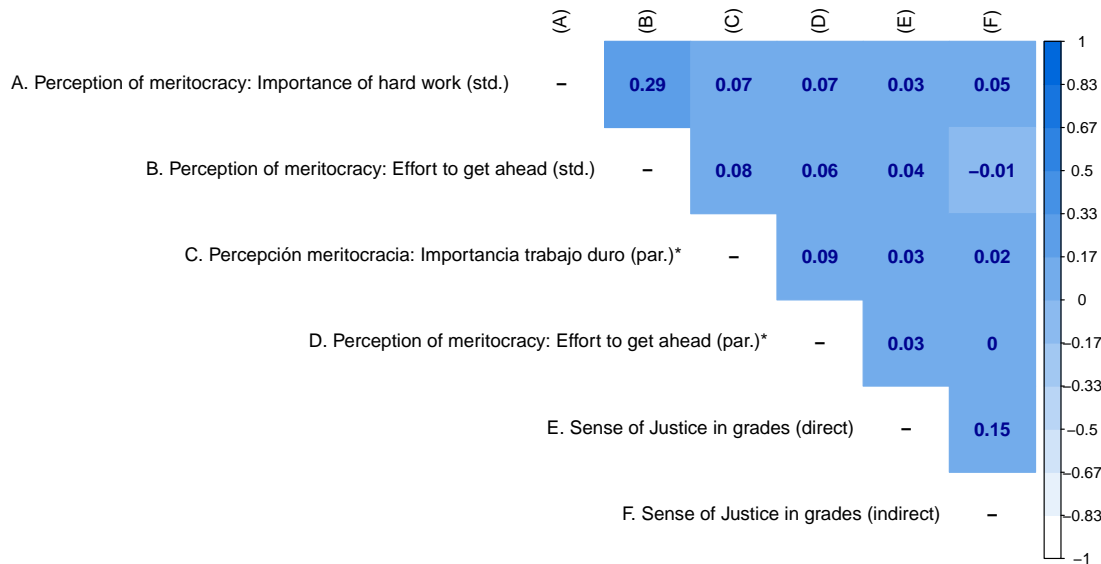 (A) (B) (C) (D) (E) (F)
A. Perception of meritocracy: Importance of hard work (std.) – 0.29 0.07 0.07 0.03 0.05
B. Perception of meritocracy: Effort to get ahead (std.) – 0.08 0.06 0.04 −0.01
C. Percepción meritocracia: Importancia trabajo duro (par.)* – 0.09 0.03 0.02
D. Perception of meritocracy: Effort to get ahead (par.)* – 0.03 0
E. Sense of Justice in grades (direct) – 0.15
F. Sense of Justice in grades (indirect) –
1
0.83
0.67
0.5
0.33
0.17
0
−0.17
−0.33
−0.5
−0.67
−0.83
−1